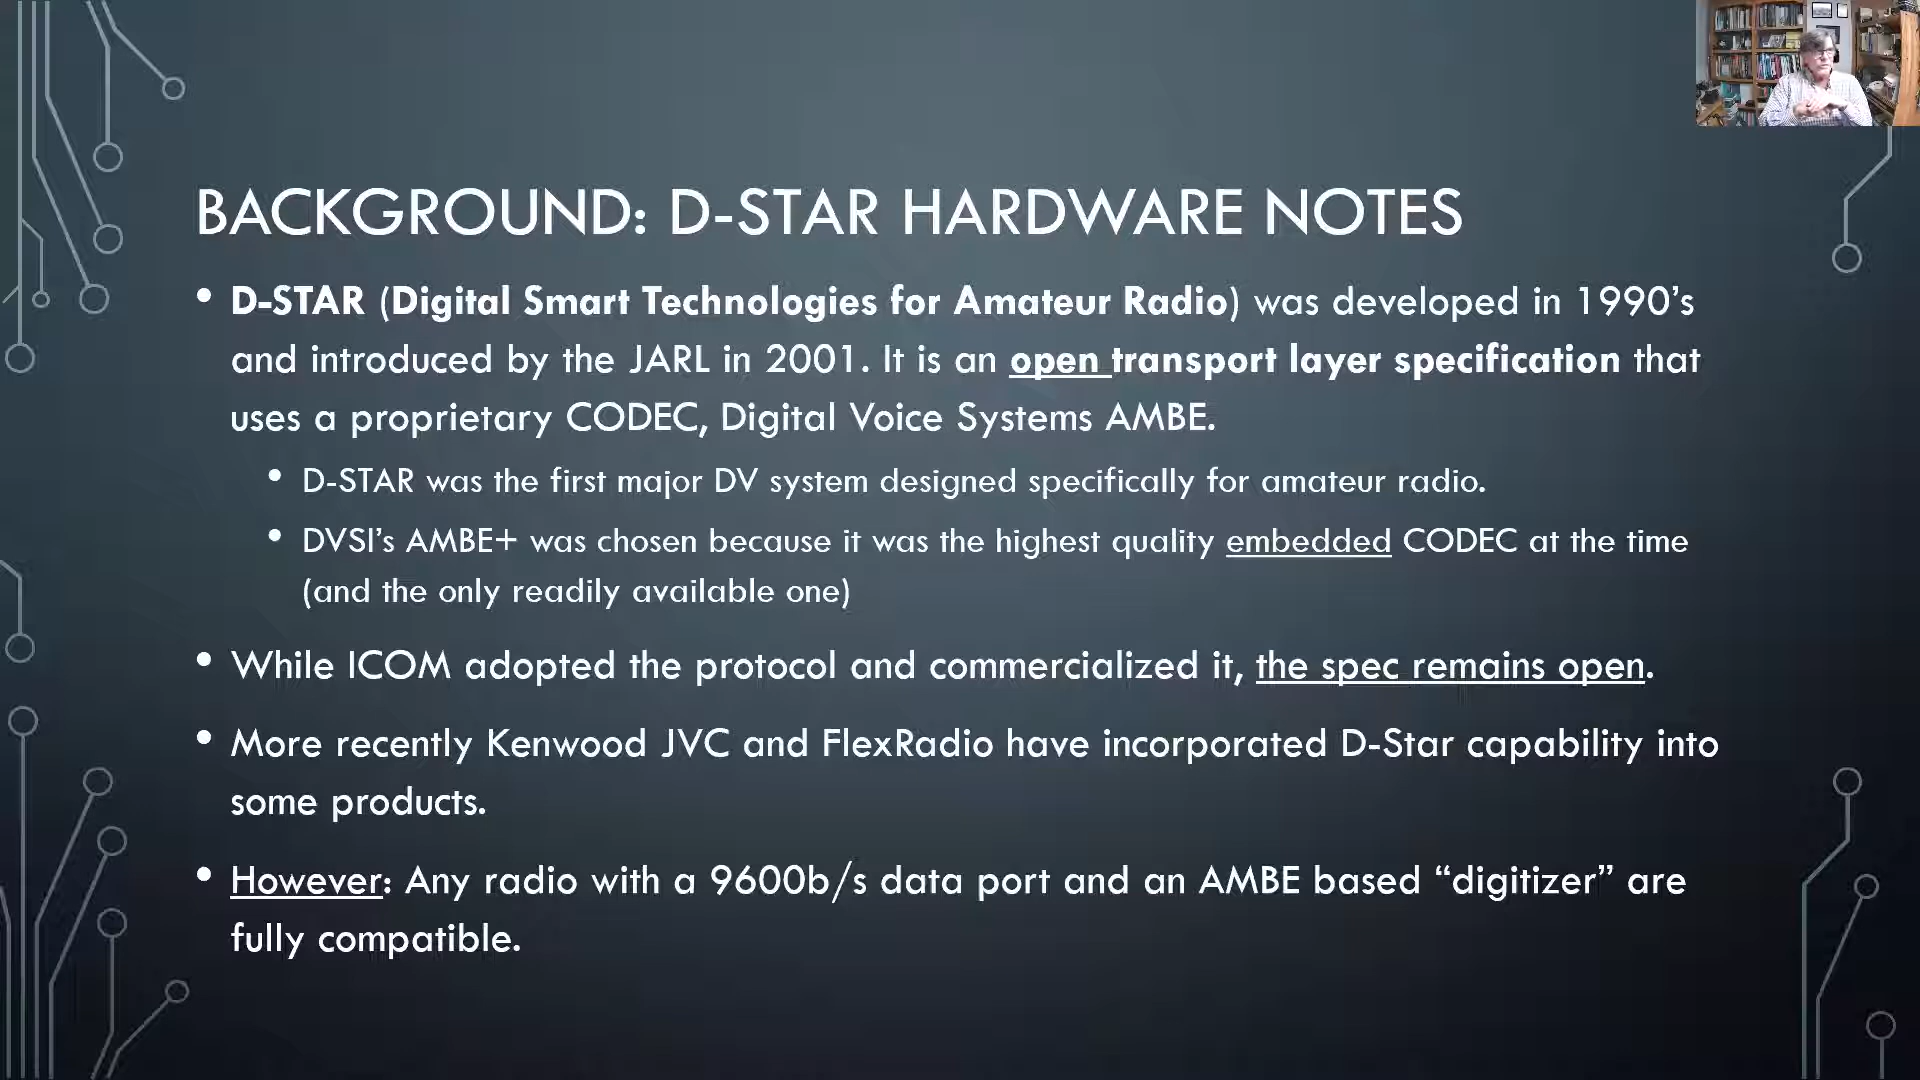 BACKGROUND: D-STAR HARDWARE NOTES
• D-STAR (Digital Smart Technologies for Amateur Radio) was developed in 1990’s
and introduced by the JARL in 2001. It is an open transport layer specification that
uses a proprietary CODEC, Digital Voice Systems AMBE.
• D-STAR was the first major DV system designed specifically for amateur radio.
• DVSI’s AMBE+ was chosen because it was the highest quality embedded CODEC at the time
(and the only readily available one)
• While ICOM adopted the protocol and commercialized it, the spec remains open.
• More recently Kenwood JVC and FlexRadio have incorporated D-Star capability into
some products.
• However: Any radio with a 9600b/s data port and an AMBE based “digitizer” are
fully compatible.